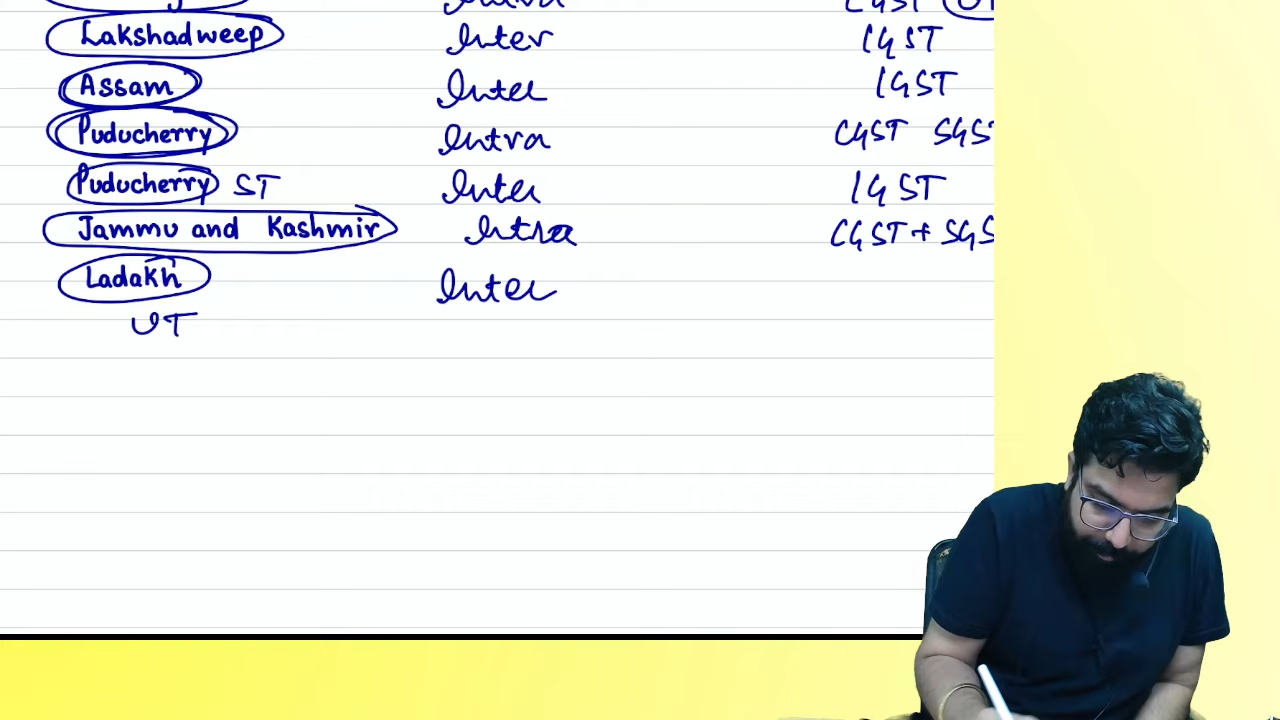 Lakshadweep Inter IGST
Assam Inter IGST
Puducherry Intra CGST SGST
Puducherry ST Inter IGST
Jammu and Kashmir Intra CGST + SGS
Ladakh Inter
UT